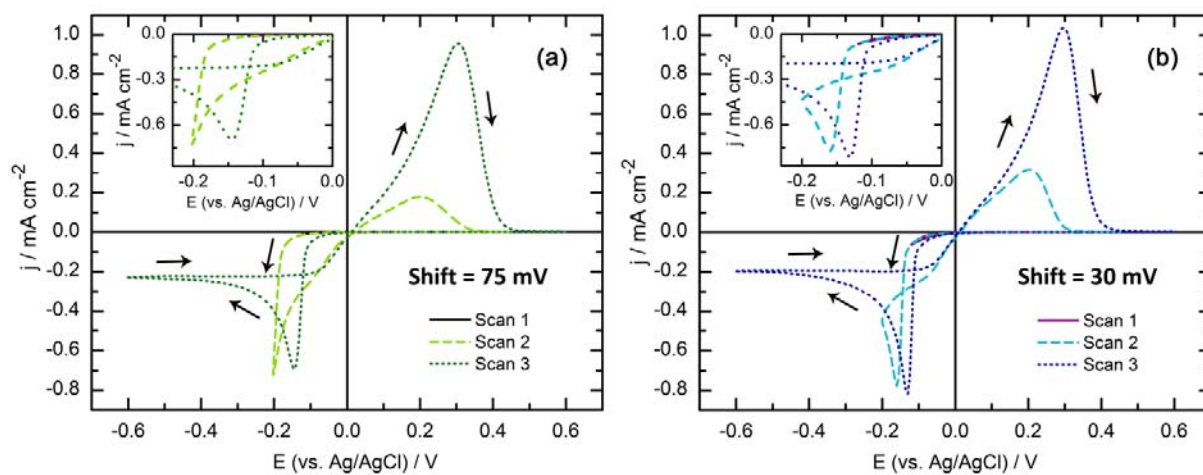 (a)
j / mA cm⁻²
1.0
0.8
0.6
0.4
0.2
0.0
-0.2
-0.4
-0.6
-0.8
-0.6 -0.4 -0.2 0.0 0.2 0.4 0.6
E (vs. Ag/AgCl) / V
j / mA cm⁻²
0.0
-0.3
-0.6
-0.2 -0.1 0.0
E (vs. Ag/AgCl) / V
Shift = 75 mV
Scan 1
Scan 2
Scan 3
(b)
j / mA cm⁻²
1.0
0.8
0.6
0.4
0.2
0.0
-0.2
-0.4
-0.6
-0.8
-0.6 -0.4 -0.2 0.0 0.2 0.4 0.6
E (vs. Ag/AgCl) / V
j / mA cm⁻²
0.0
-0.3
-0.6
-0.2 -0.1 0.0
E (vs. Ag/AgCl) / V
Shift = 30 mV
Scan 1
Scan 2
Scan 3